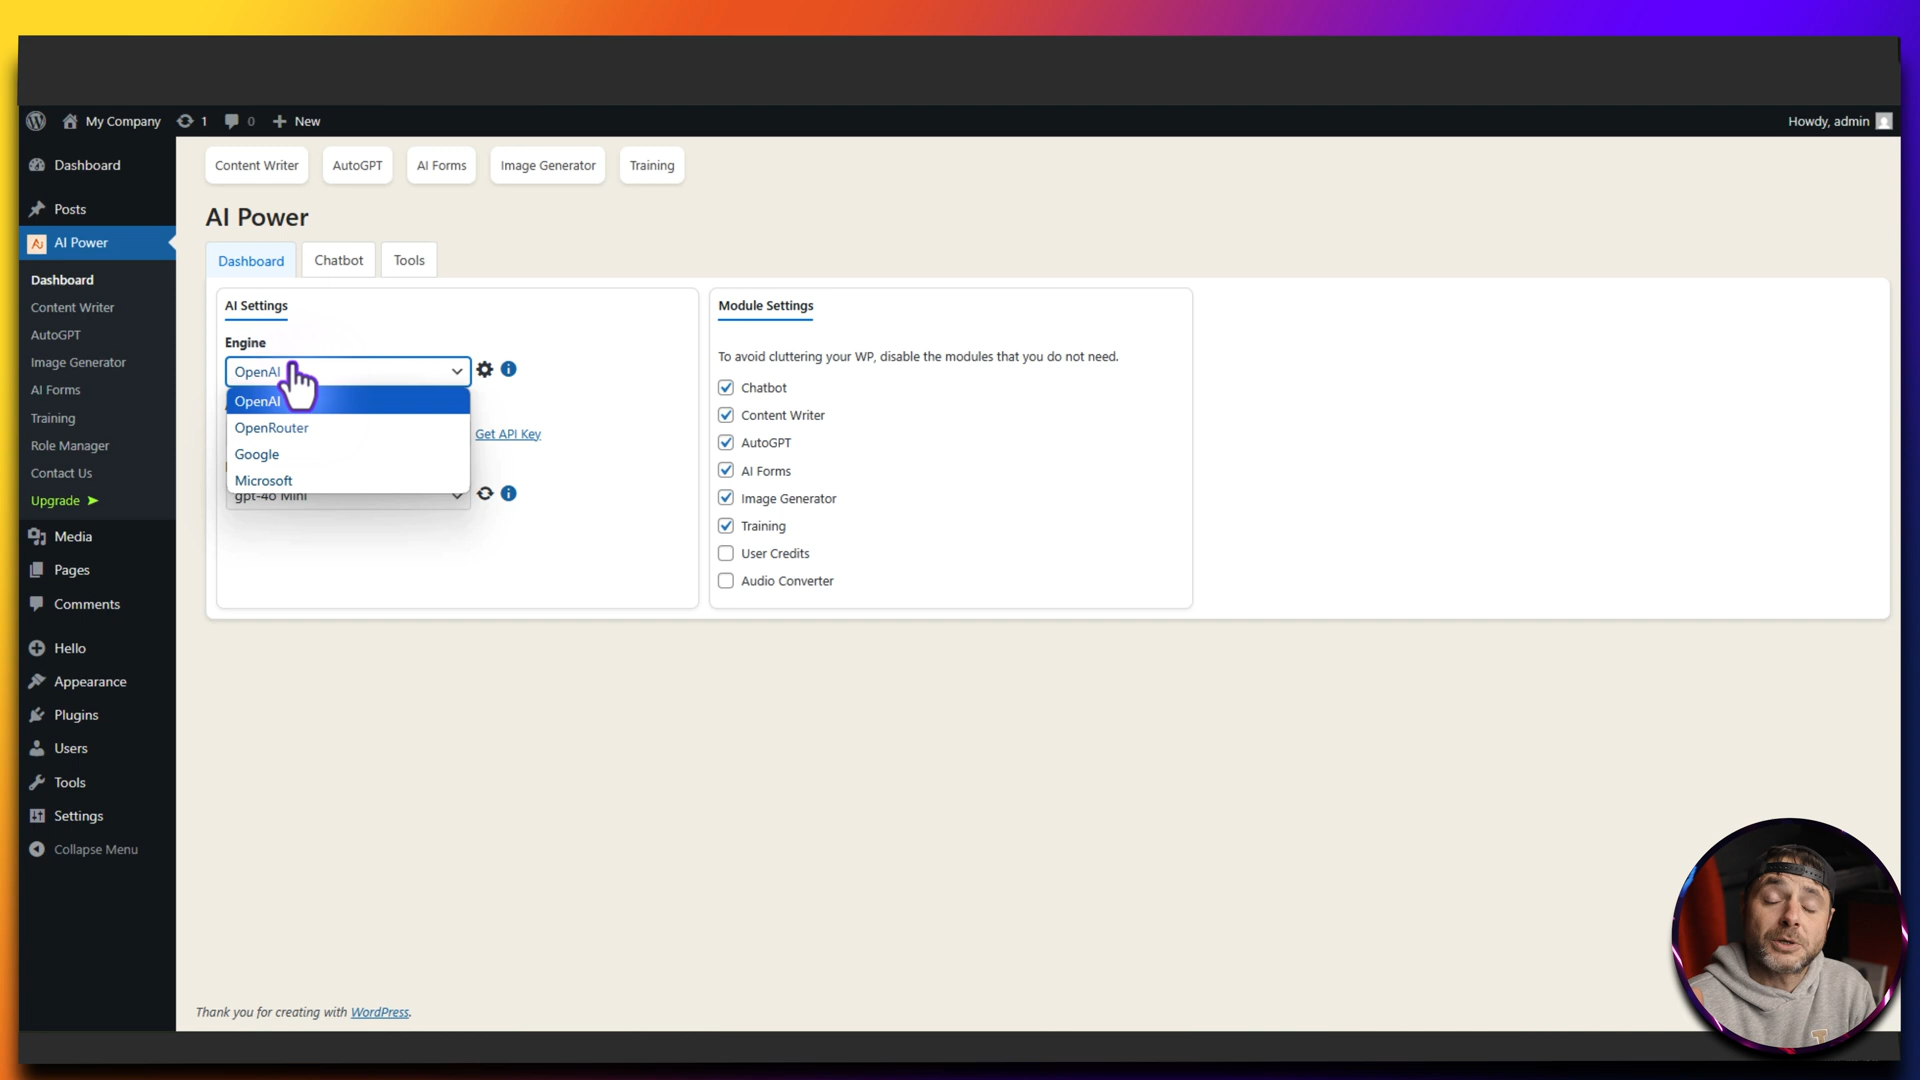 My Company
1
0
New
Howdy, admin
Dashboard
Posts
AI Power
Dashboard
Content Writer
AutoGPT
Image Generator
AI Forms
Training
Role Manager
Contact Us
Upgrade
Media
Pages
Comments
Hello
Appearance
Plugins
Users
Tools
Settings
Collapse Menu
Content Writer
AutoGPT
AI Forms
Image Generator
Training
AI Power
Dashboard
Chatbot
Tools
AI Settings
Engine
OpenAI
OpenAI
OpenRouter
Google
Microsoft
Get API Key
gpt-4o Mini
Module Settings
To avoid cluttering your WP, disable the modules that you do not need.
Chatbot
Content Writer
AutoGPT
AI Forms
Image Generator
Training
User Credits
Audio Converter
Thank you for creating with WordPress.